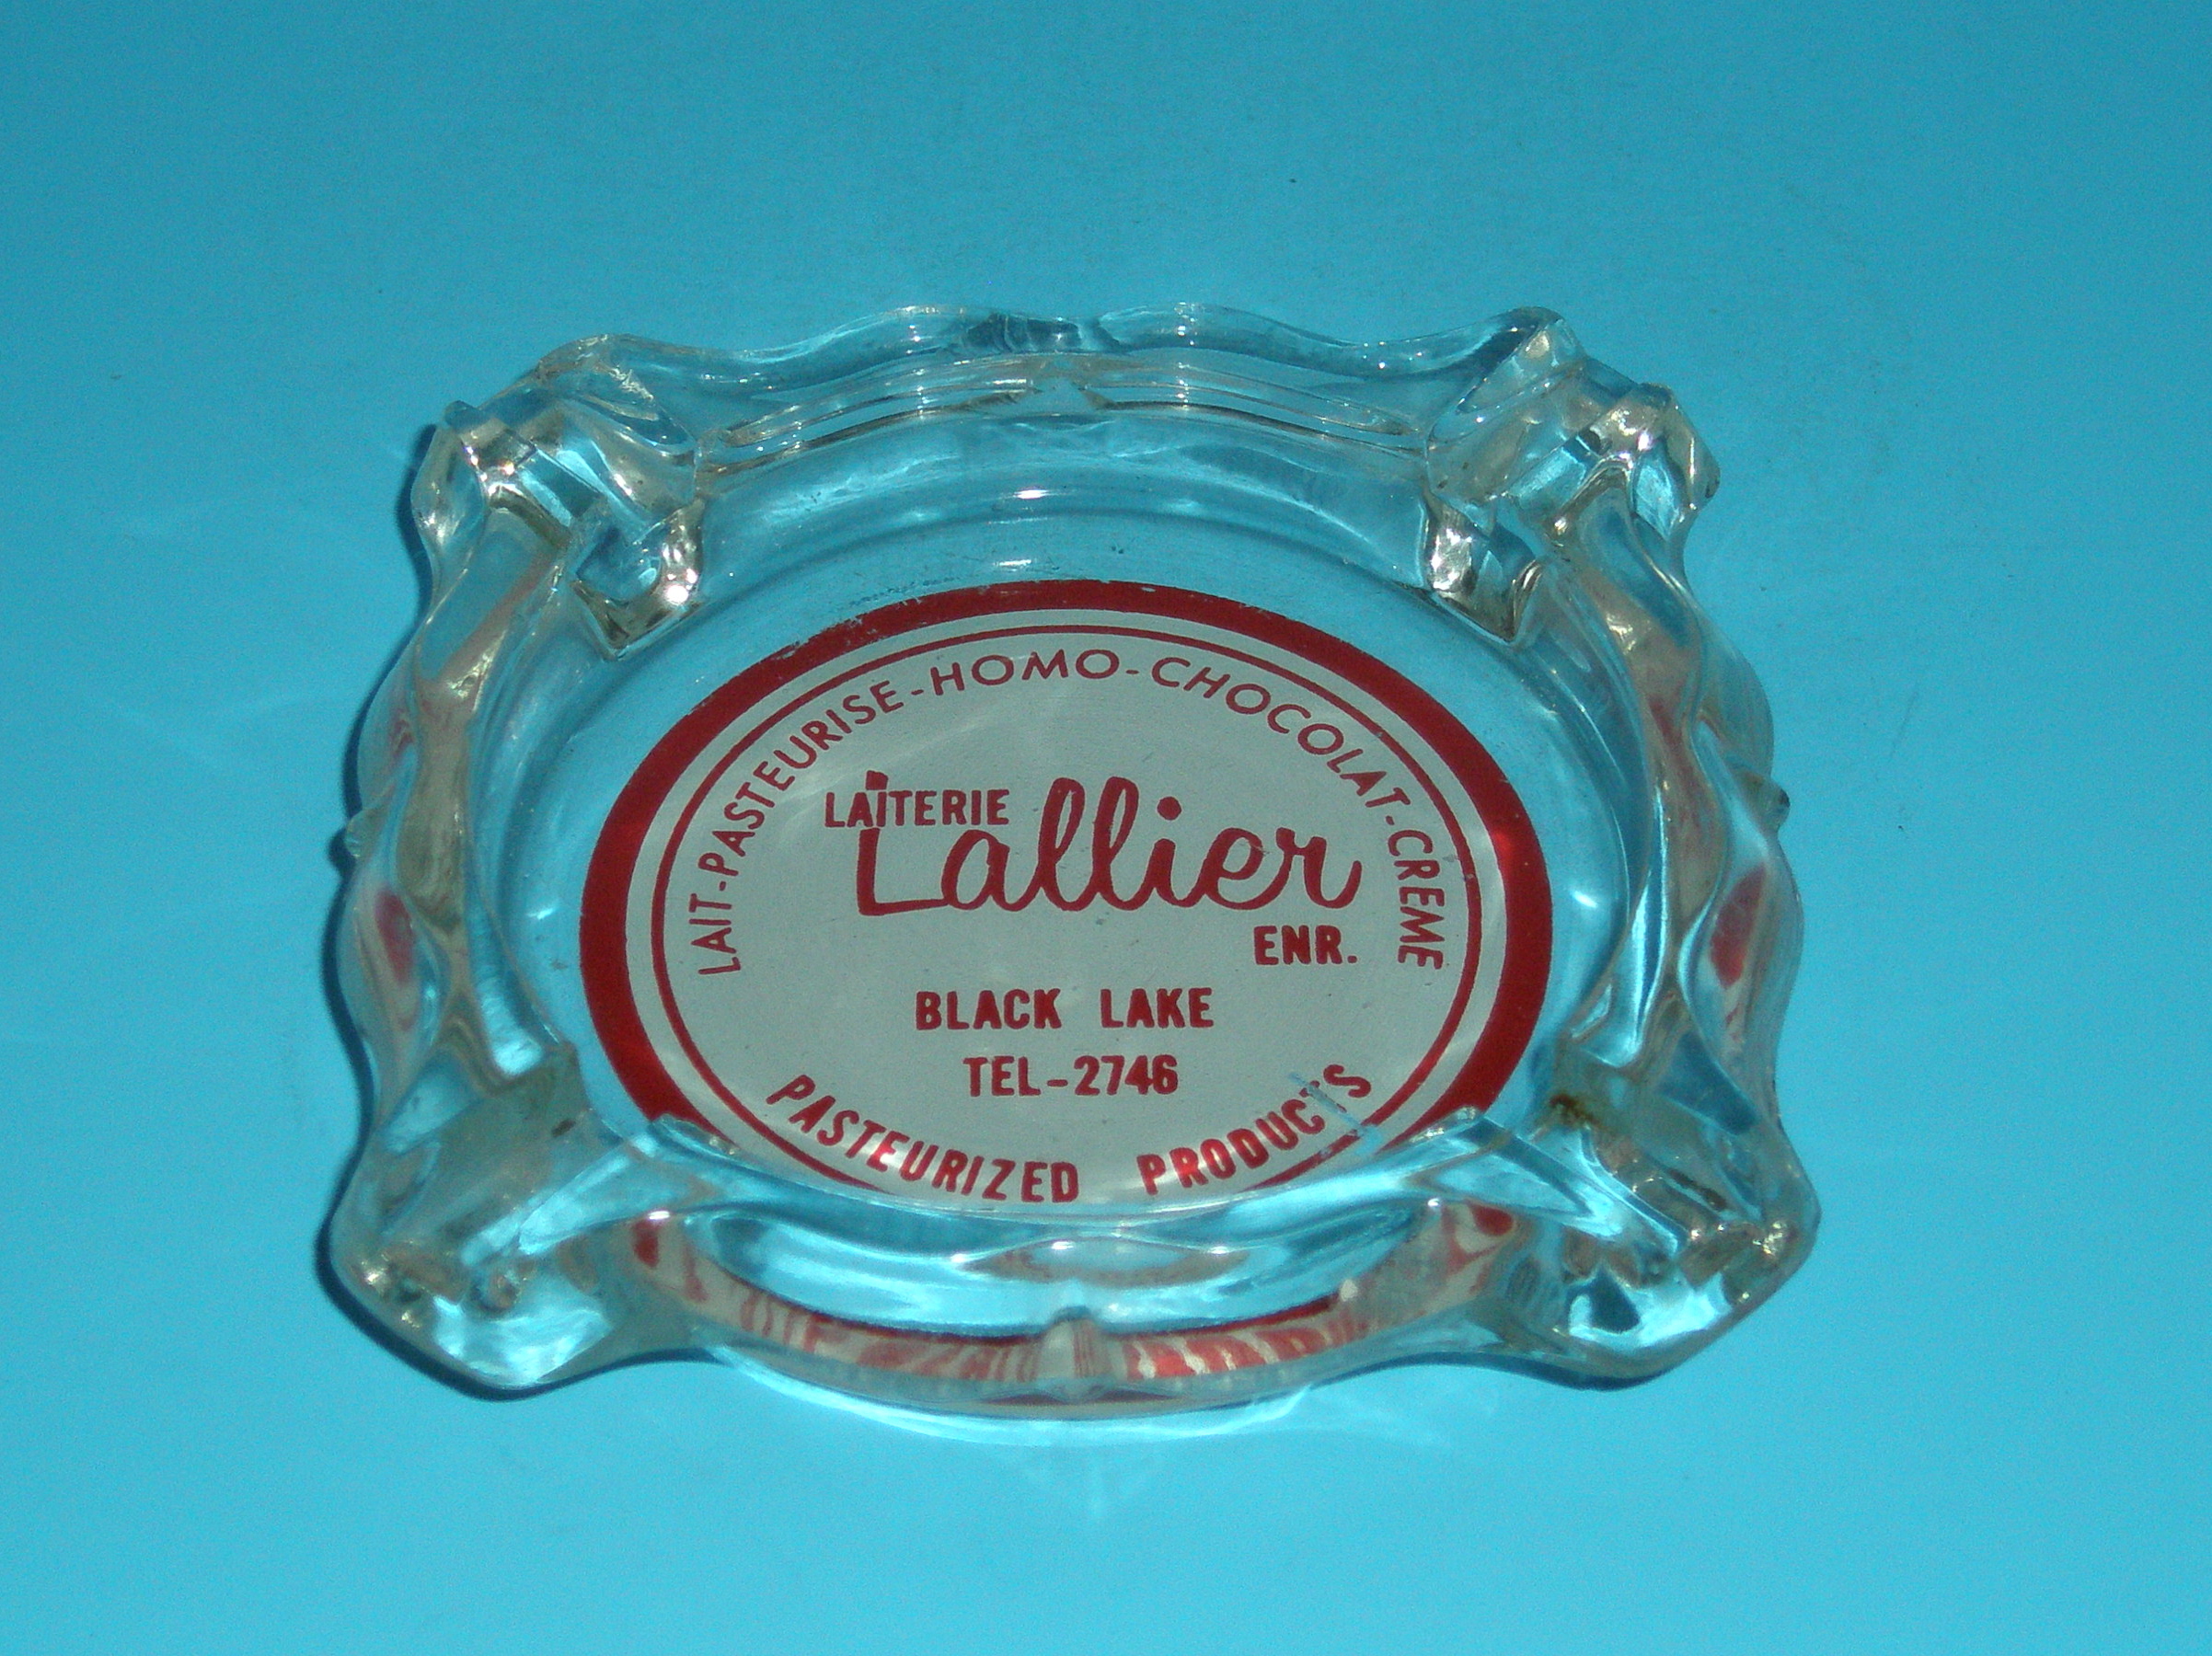 LAIT-PASTEURISE-HOMO-CHOCOLAT-CREME
LAITERIE
Lallier
ENR.
BLACK LAKE
TEL-2746
PASTEURIZED PRODUCTS